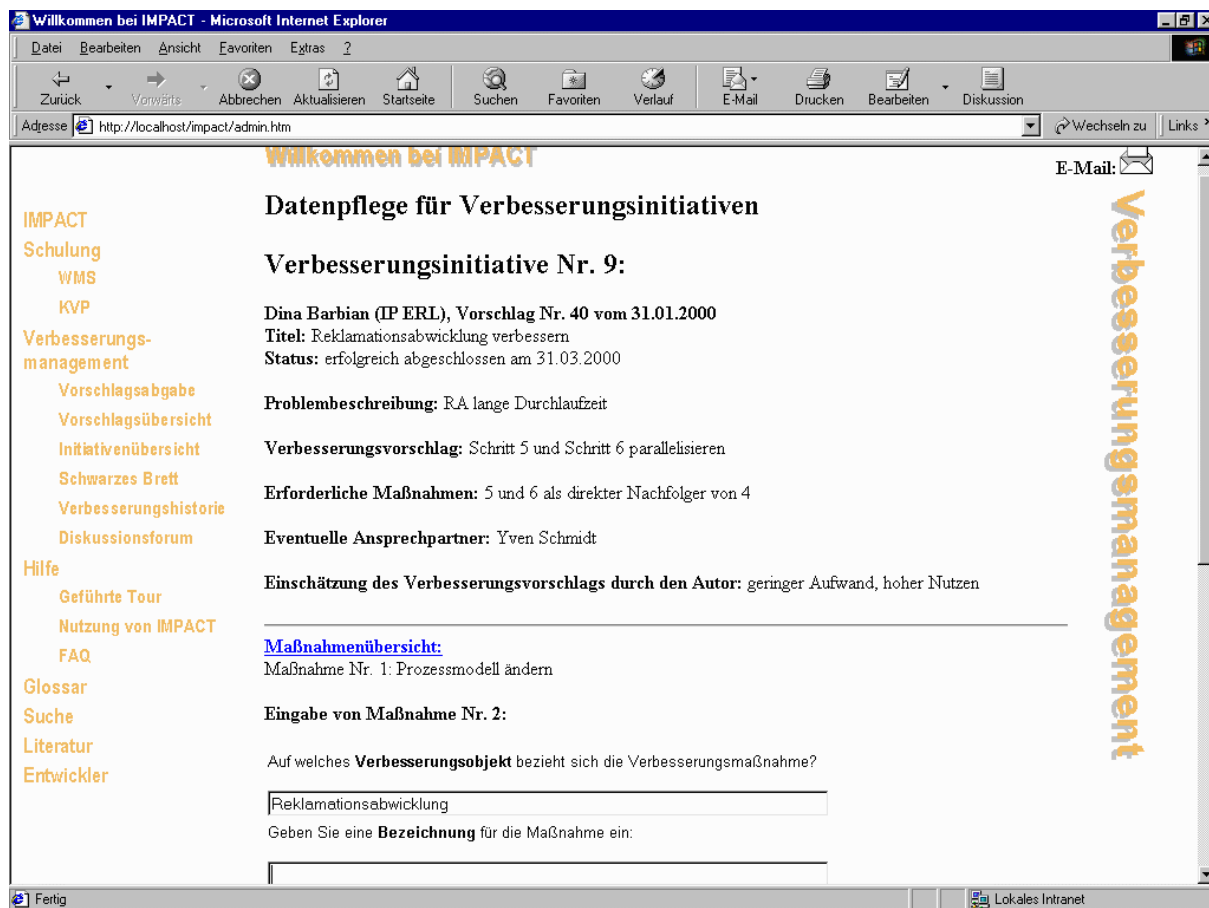 Willkommen bei IMPACT - Microsoft Internet Explorer
Datei Bearbeiten Ansicht Favoriten Extras ?
Zurück Vorwärts Abbrechen Aktualisieren Startseite Suchen Favoriten Verlauf E-Mail Drucken Bearbeiten Diskussion
Adresse http://localhost/impact/admin.htm Wechseln zu Links
IMPACT
Schulung
WMS
KVP
Verbesserungs-
management
Vorschlagsabgabe
Vorschlagsübersicht
Initiativenübersicht
Schwarzes Brett
Verbesserungshistorie
Diskussionsforum
Hilfe
Geführte Tour
Nutzung von IMPACT
FAQ
Glossar
Suche
Literatur
Entwickler
Willkommen bei IMPACT
E-Mail:
Datenpflege für Verbesserungsinitiativen
Verbesserungsinitiative Nr. 9:
Dina Barbian (IP ERL), Vorschlag Nr. 40 vom 31.01.2000
Titel: Reklamationsabwicklung verbessern
Status: erfolgreich abgeschlossen am 31.03.2000
Problembeschreibung: RA lange Durchlaufzeit
Verbesserungsvorschlag: Schritt 5 und Schritt 6 parallelisieren
Erforderliche Maßnahmen: 5 und 6 als direkter Nachfolger von 4
Eventuelle Ansprechpartner: Yven Schmidt
Einschätzung des Verbesserungsvorschlags durch den Autor: geringer Aufwand, hoher Nutzen
Maßnahmenübersicht:
Maßnahme Nr. 1: Prozessmodell ändern
Eingabe von Maßnahme Nr. 2:
Auf welches Verbesserungsobjekt bezieht sich die Verbesserungsmaßnahme?
Reklamationsabwicklung
Geben Sie eine Bezeichnung für die Maßnahme ein:
Verbesserungsmanagement
Fertig Lokales Intranet